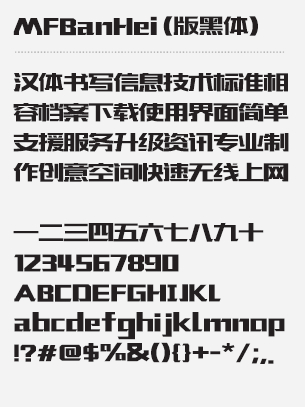 MFBanHei(版黑体)
汉体书写信息技术标准相
容档案下载使用界面简单
支援服务升级资讯专业制
作创意空间快速无线上网
一二三四五六七八九十
1234567890
ABCDEFGHIJKL
abcdefghijklmnop
!?#@$%&(){}+-*/;,.